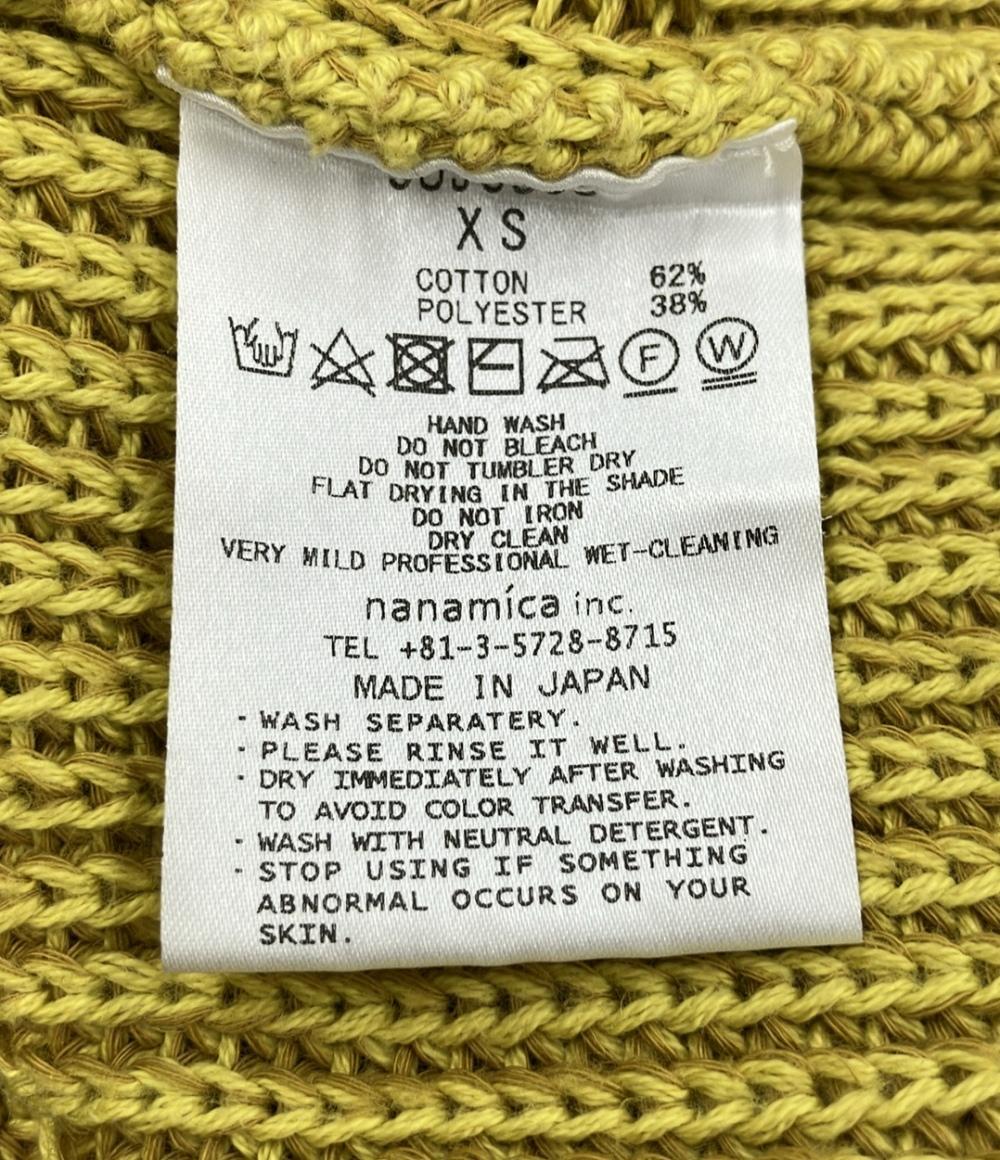 XS
COTTON 62%
POLYESTER 38%
F W
HAND WASH
DO NOT BLEACH
DO NOT TUMBLER DRY
FLAT DRYING IN THE SHADE
DO NOT IRON
DRY CLEAN
VERY MILD PROFESSIONAL WET-CLEANING
nanamíca inc.
TEL +81-3-5728-8715
MADE IN JAPAN
· WASH SEPARATERY.
· PLEASE RINSE IT WELL.
· DRY IMMEDIATELY AFTER WASHING
TO AVOID COLOR TRANSFER.
· WASH WITH NEUTRAL DETERGENT.
· STOP USING IF SOMETHING
ABNORMAL OCCURS ON YOUR
SKIN.